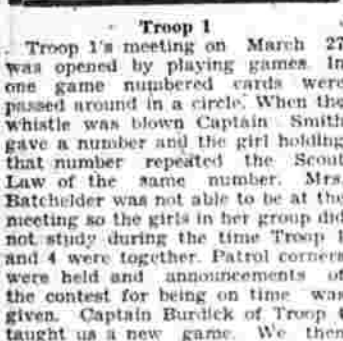 Troop 1
Troop 1's meeting on March 27
was opened by playing games. In
one game numbered cards were
passed around in a circle. When the
whistle was blown Captain Smith
gave a number and the girl holding
that number repeated the Scout
Law of the same number. Mrs.
Batchelder was not able to be at the
meeting so the girls in her group did
not study during the time Troop 1
and 4 were together. Patrol corners
were held and announcements of
the contest for being on time was
given. Captain Burdick of Troop 4
taught us a new game. We then